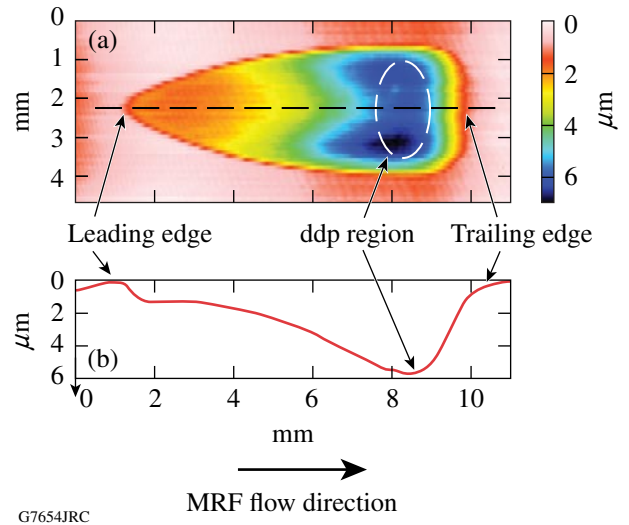 (a)
0
1
2
3
4
mm
0
2
4
6
μm
Leading edge
ddp region
Trailing edge
0
2
4
6
μm
(b)
0 2 4 6 8 10
mm
MRF flow direction
G7654JRC